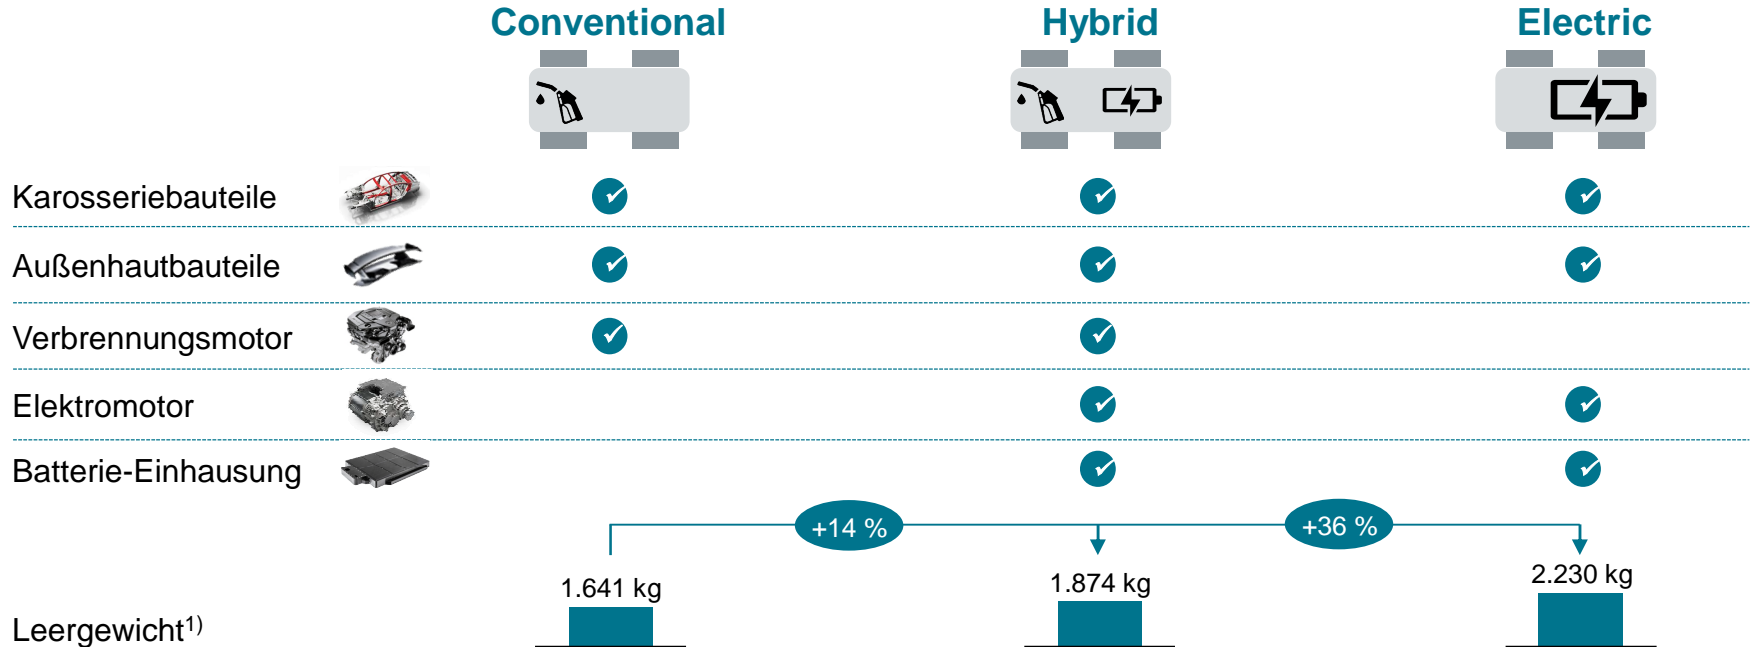 Conventional Hybrid Electric
Karosseriebauteile
Außenhautbauteile
Verbrennungsmotor
Elektromotor
Batterie-Einhausung
+14 % +36 %
1.641 kg 1.874 kg 2.230 kg
Leergewicht¹⁾